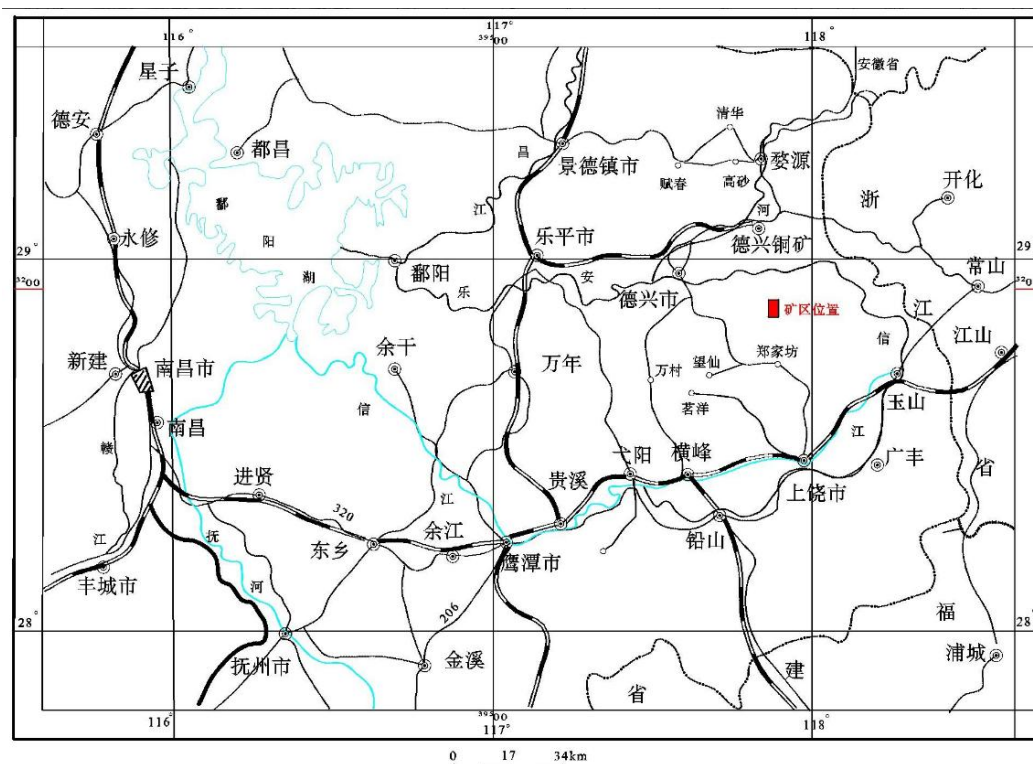 116°
117°
³⁹⁵00
118°
安徽省
星子
德安
都昌
昌
景德镇市
清华
婺源
赋春
高砂
开化
鄱
江
浙
永修
阳
乐平市
河
德兴铜矿
29°
29
鄱阳
湖
乐
安
德兴市
常山
³²00
³²0
矿区位置
江
信
江山
新建
南昌市
余干
万年
望仙
郑家坊
万村
茗洋
玉山
南昌
信
江
赣
弋阳
横峰
广丰
省
进贤
贵溪
上饶市
320
江
余江
东乡
铅山
江
抚
鹰潭市
丰城市
河
206
福
28°
28
抚州市
金溪
浦城
省
建
116°
³⁹⁵00
117°
118°
0 17 34km